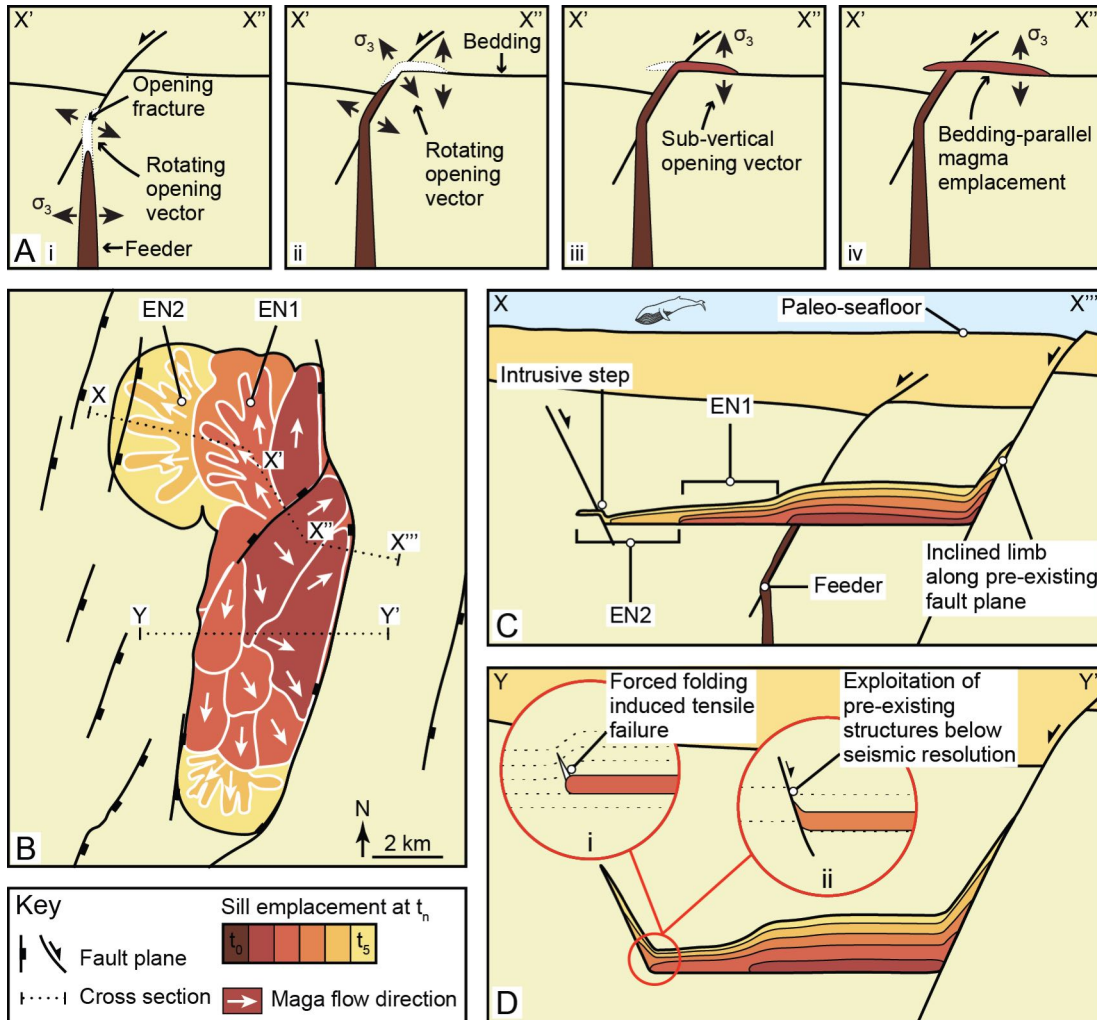 X'
X"
Opening
fracture
Rotating
opening
vector
σ3
Feeder
A
i
X'
X"
σ3
Bedding
Rotating
opening
vector
ii
X'
X"
σ3
Sub-vertical
opening vector
iii
X'
X"
σ3
Bedding-parallel
magma
emplacement
iv
EN2
EN1
X
X'
X"
X'''
Y
Y'
N
2 km
B
X
X'''
Paleo-seafloor
Intrusive step
EN1
Inclined limb
along pre-existing
fault plane
Feeder
EN2
C
Y
Y'
Forced folding
induced tensile
failure
Exploitation of
pre-existing
structures below
seismic resolution
i
ii
D
Key
Sill emplacement at tn
t0
t5
Fault plane
Cross section
Maga flow direction